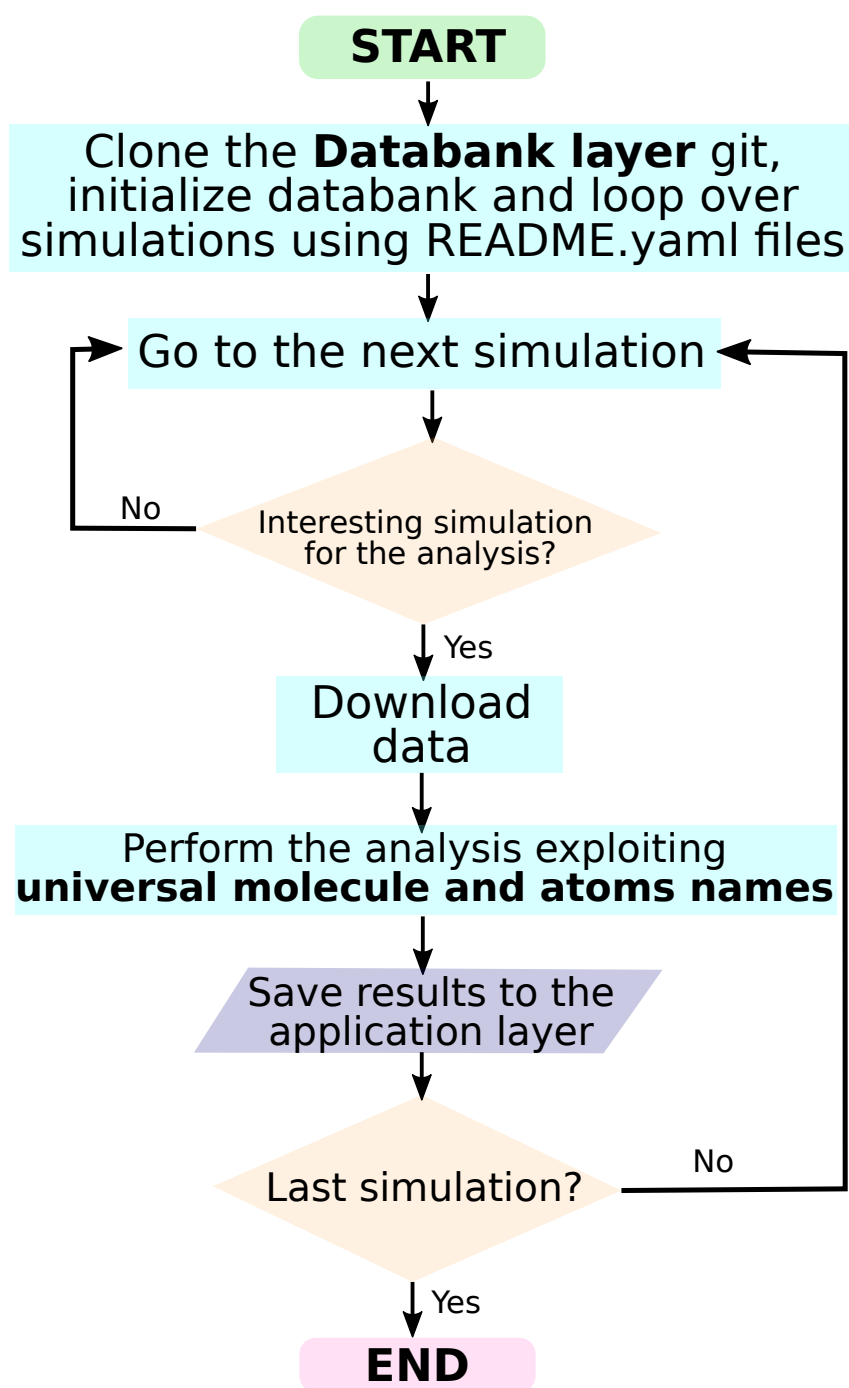 START
Clone the Databank layer git,
initialize databank and loop over
simulations using README.yaml files
Go to the next simulation
No
Interesting simulation
for the analysis?
Yes
Download
data
Perform the analysis exploiting
universal molecule and atoms names
Save results to the
application layer
No
Last simulation?
Yes
END